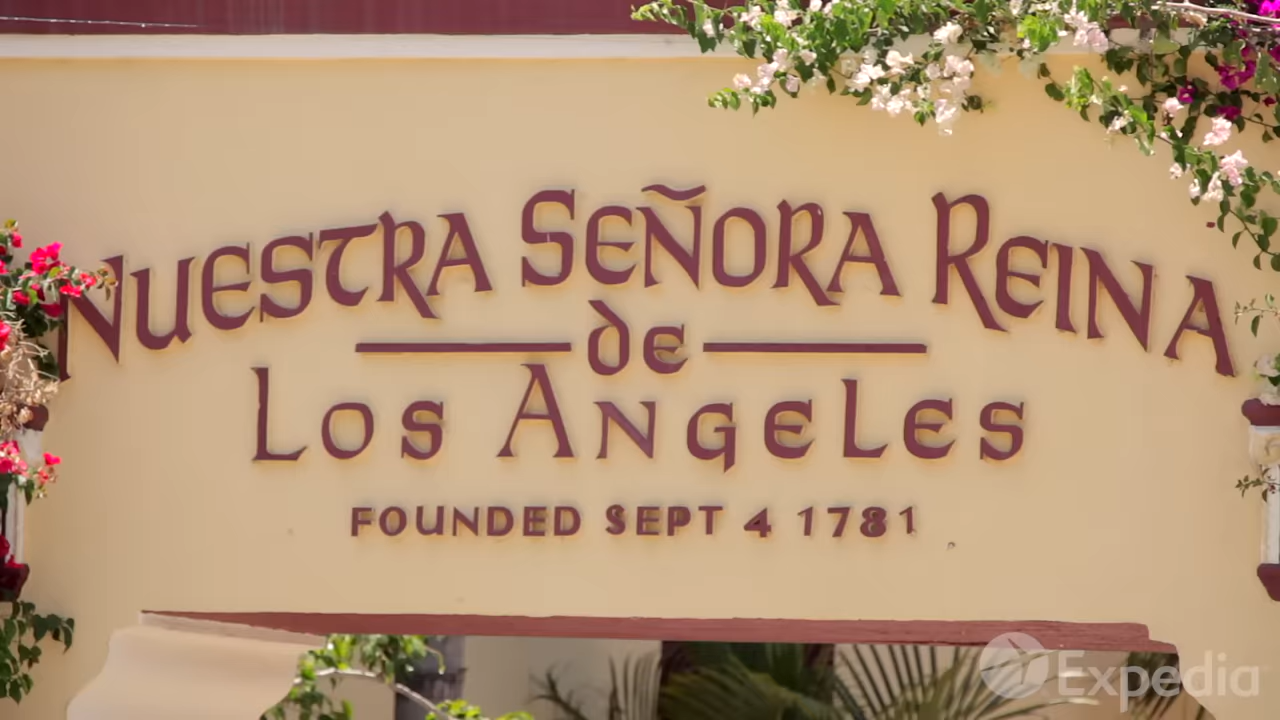 NUESTRA SEÑORA REINA
de
LOS ANGELES
FOUNDED SEPT 4 1781
Expedia